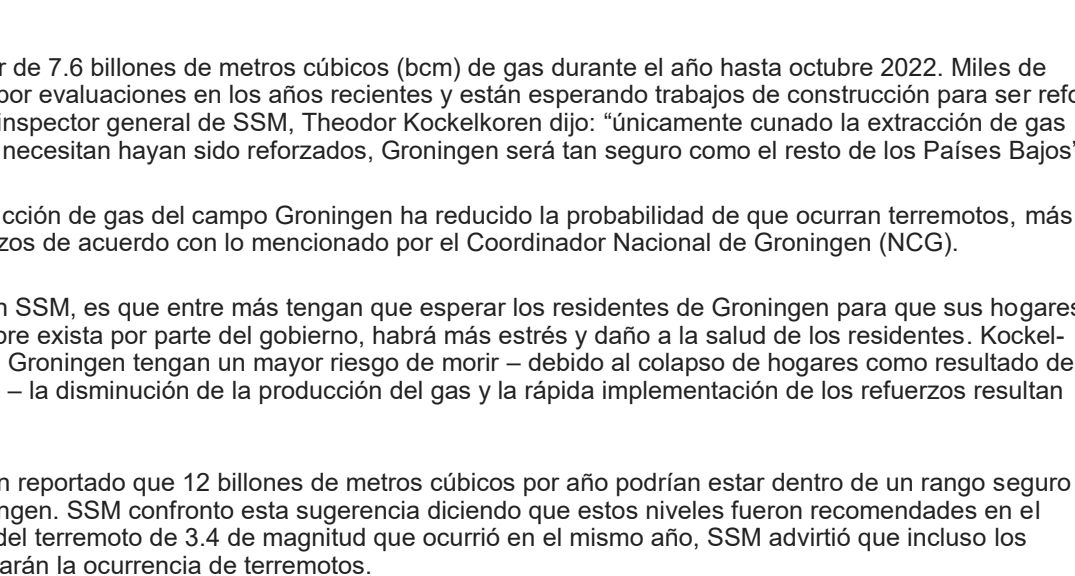 r de 7.6 billones de metros cúbicos (bcm) de gas durante el año hasta octubre 2022. Miles de
por evaluaciones en los años recientes y están esperando trabajos de construcción para ser refo
inspector general de SSM, Theodor Kockelkoren dijo: “únicamente cunado la extracción de gas
necesitan hayan sido reforzados, Groningen será tan seguro como el resto de los Países Bajos”
cción de gas del campo Groningen ha reducido la probabilidad de que ocurran terremotos, más
zos de acuerdo con lo mencionado por el Coordinador Nacional de Groningen (NCG).
n SSM, es que entre más tengan que esperar los residentes de Groningen para que sus hogares
bre exista por parte del gobierno, habrá más estrés y daño a la salud de los residentes. Kockel-
Groningen tengan un mayor riesgo de morir – debido al colapso de hogares como resultado de
– la disminución de la producción del gas y la rápida implementación de los refuerzos resultan
n reportado que 12 billones de metros cúbicos por año podrían estar dentro de un rango seguro
ngen. SSM confronto esta sugerencia diciendo que estos niveles fueron recomendades en el
del terremoto de 3.4 de magnitud que ocurrió en el mismo año, SSM advirtió que incluso los
arán la ocurrencia de terremotos.